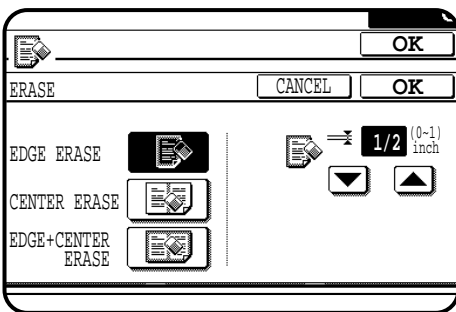 OK
ERASE CANCEL OK
EDGE ERASE
1/2 (0~1) inch
CENTER ERASE
EDGE+CENTER
ERASE